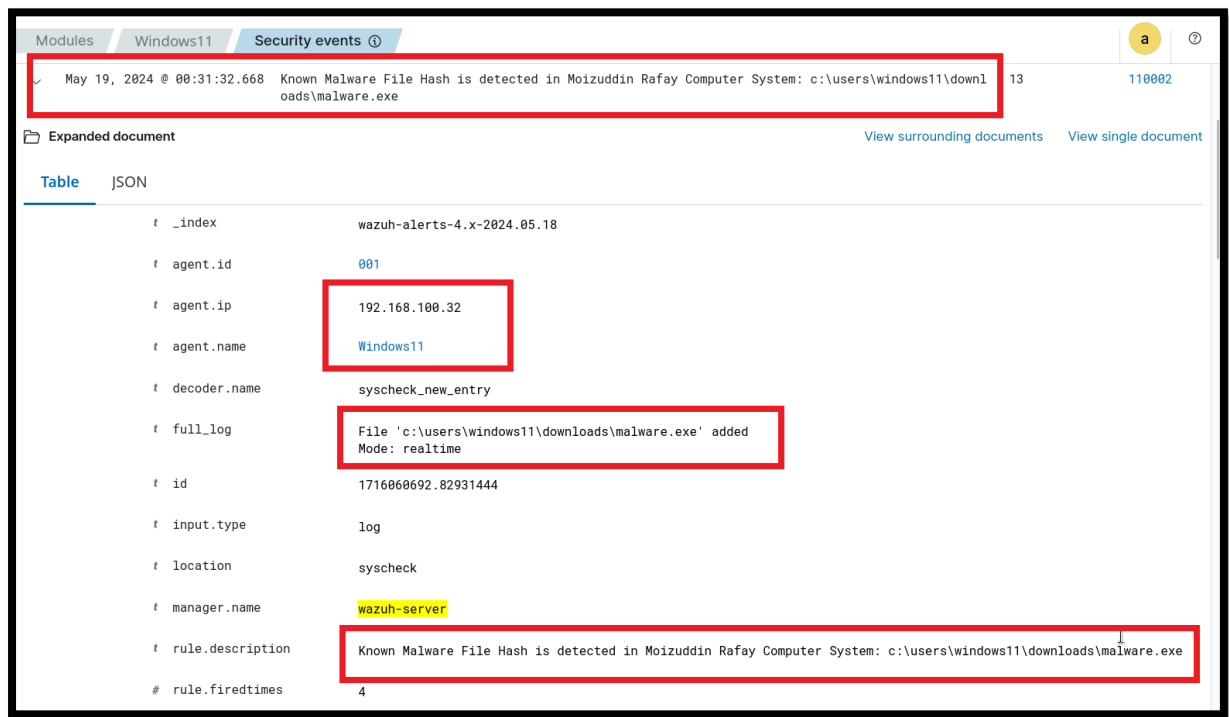 Modules Windows11 Security events
a
May 19, 2024 @ 00:31:32.668 Known Malware File Hash is detected in Moizuddin Rafay Computer System: c:\users\windows11\downl 13 110002
oads\malware.exe
Expanded document View surrounding documents View single document
Table JSON
t _index wazuh-alerts-4.x-2024.05.18
t agent.id 001
t agent.ip 192.168.100.32
t agent.name Windows11
t decoder.name syscheck_new_entry
t full_log File 'c:\users\windows11\downloads\malware.exe' added
Mode: realtime
t id 1716060692.82931444
t input.type log
t location syscheck
t manager.name wazuh-server
t rule.description Known Malware File Hash is detected in Moizuddin Rafay Computer System: c:\users\windows11\downloads\malware.exe
# rule.firedtimes 4